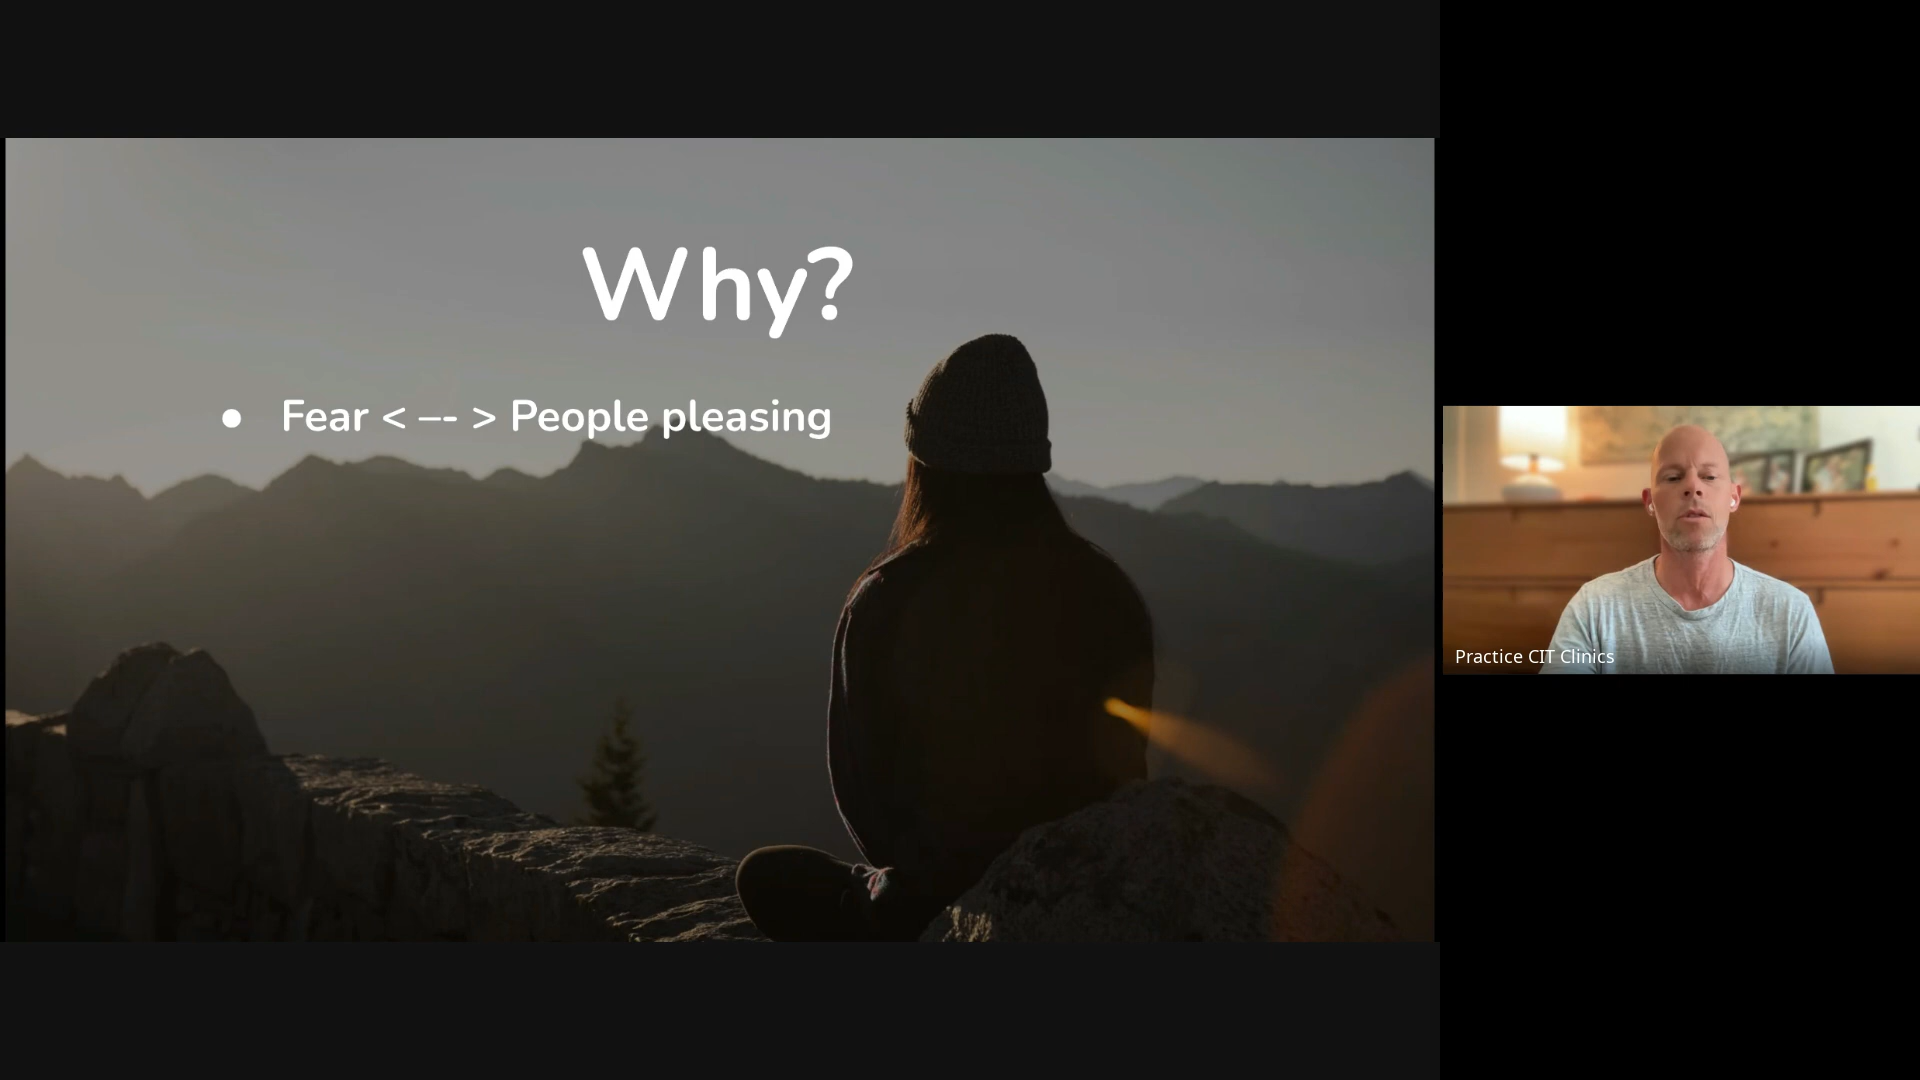 Why?
● Fear < –- > People pleasing
Practice CIT Clinics